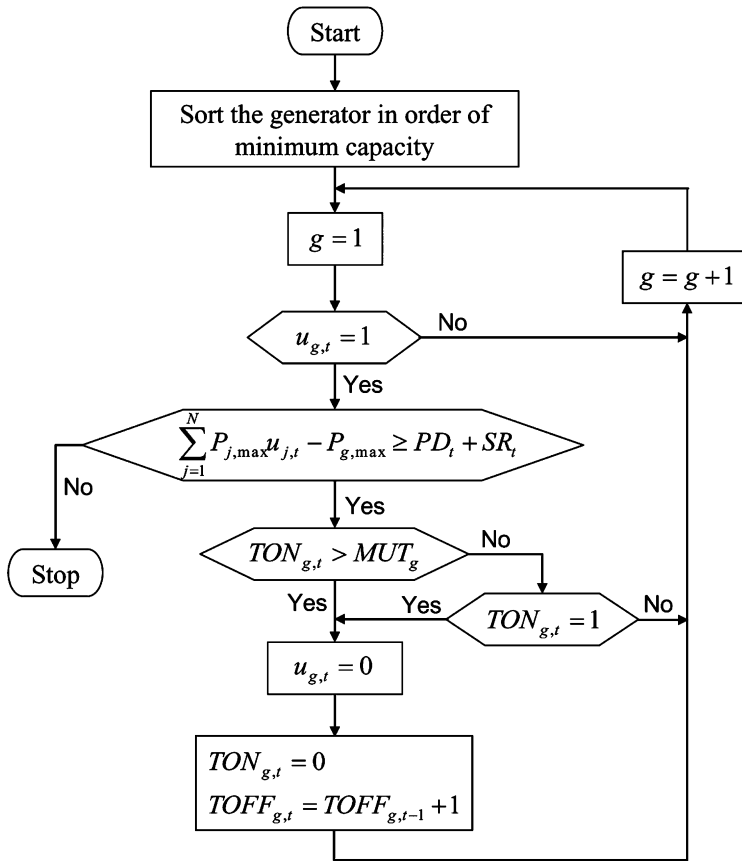 Start
Sort the generator in order of
minimum capacity
g = 1
g = g + 1
u_{g,t} = 1
No
Yes
\sum_{j=1}^{N} P_{j,max} u_{j,t} − P_{g,max} ≥ PD_t + SR_t
No
Yes
Stop
TON_{g,t} > MUT_g
No
Yes
Yes
TON_{g,t} = 1
No
u_{g,t} = 0
TON_{g,t} = 0
TOFF_{g,t} = TOFF_{g,t−1} + 1